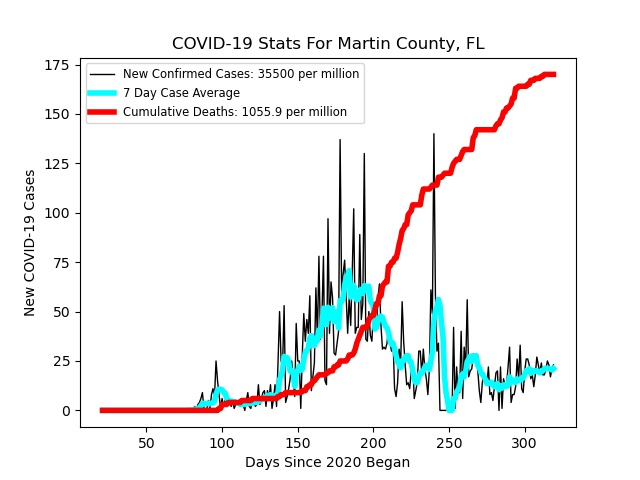 COVID-19 Stats For Martin County, FL
New Confirmed Cases: 35500 per million
7 Day Case Average
Cumulative Deaths: 1055.9 per million
New COVID-19 Cases
175
150
125
100
75
50
25
0
50 100 150 200 250 300
Days Since 2020 Began